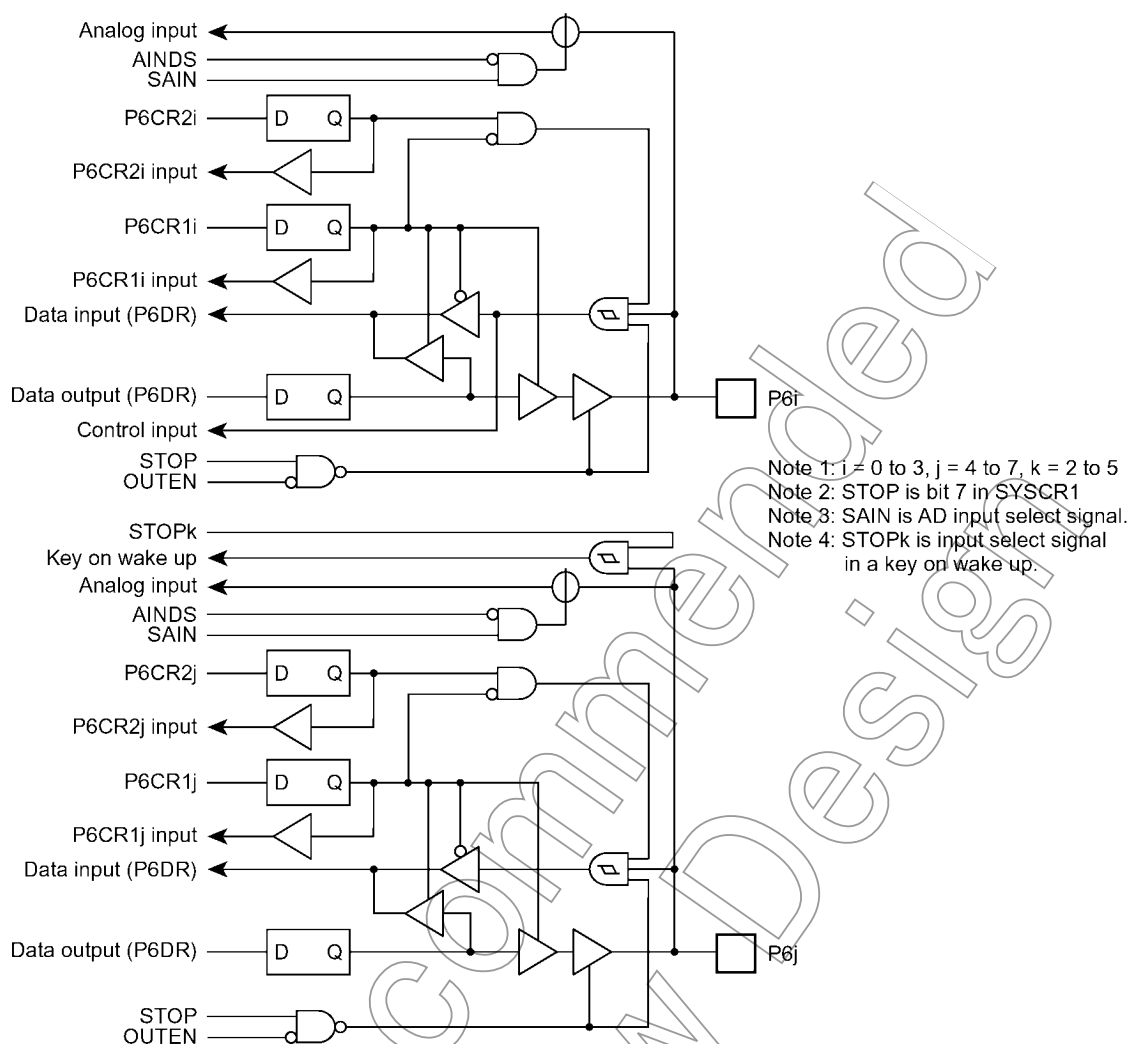 Analog input
AINDS
SAIN
P6CR2i
D Q
P6CR2i input
P6CR1i
D Q
P6CR1i input
Data input (P6DR)
Data output (P6DR)
D Q
P6i
Control input
STOP
OUTEN
Note 1: i = 0 to 3, j = 4 to 7, k = 2 to 5
Note 2: STOP is bit 7 in SYSCR1
Note 3: SAIN is AD input select signal.
Note 4: STOPk is input select signal
in a key on wake up.
STOPk
Key on wake up
Analog input
AINDS
SAIN
P6CR2j
D Q
P6CR2j input
P6CR1j
D Q
P6CR1j input
Data input (P6DR)
Data output (P6DR)
D Q
P6j
STOP
OUTEN
commended
w Design